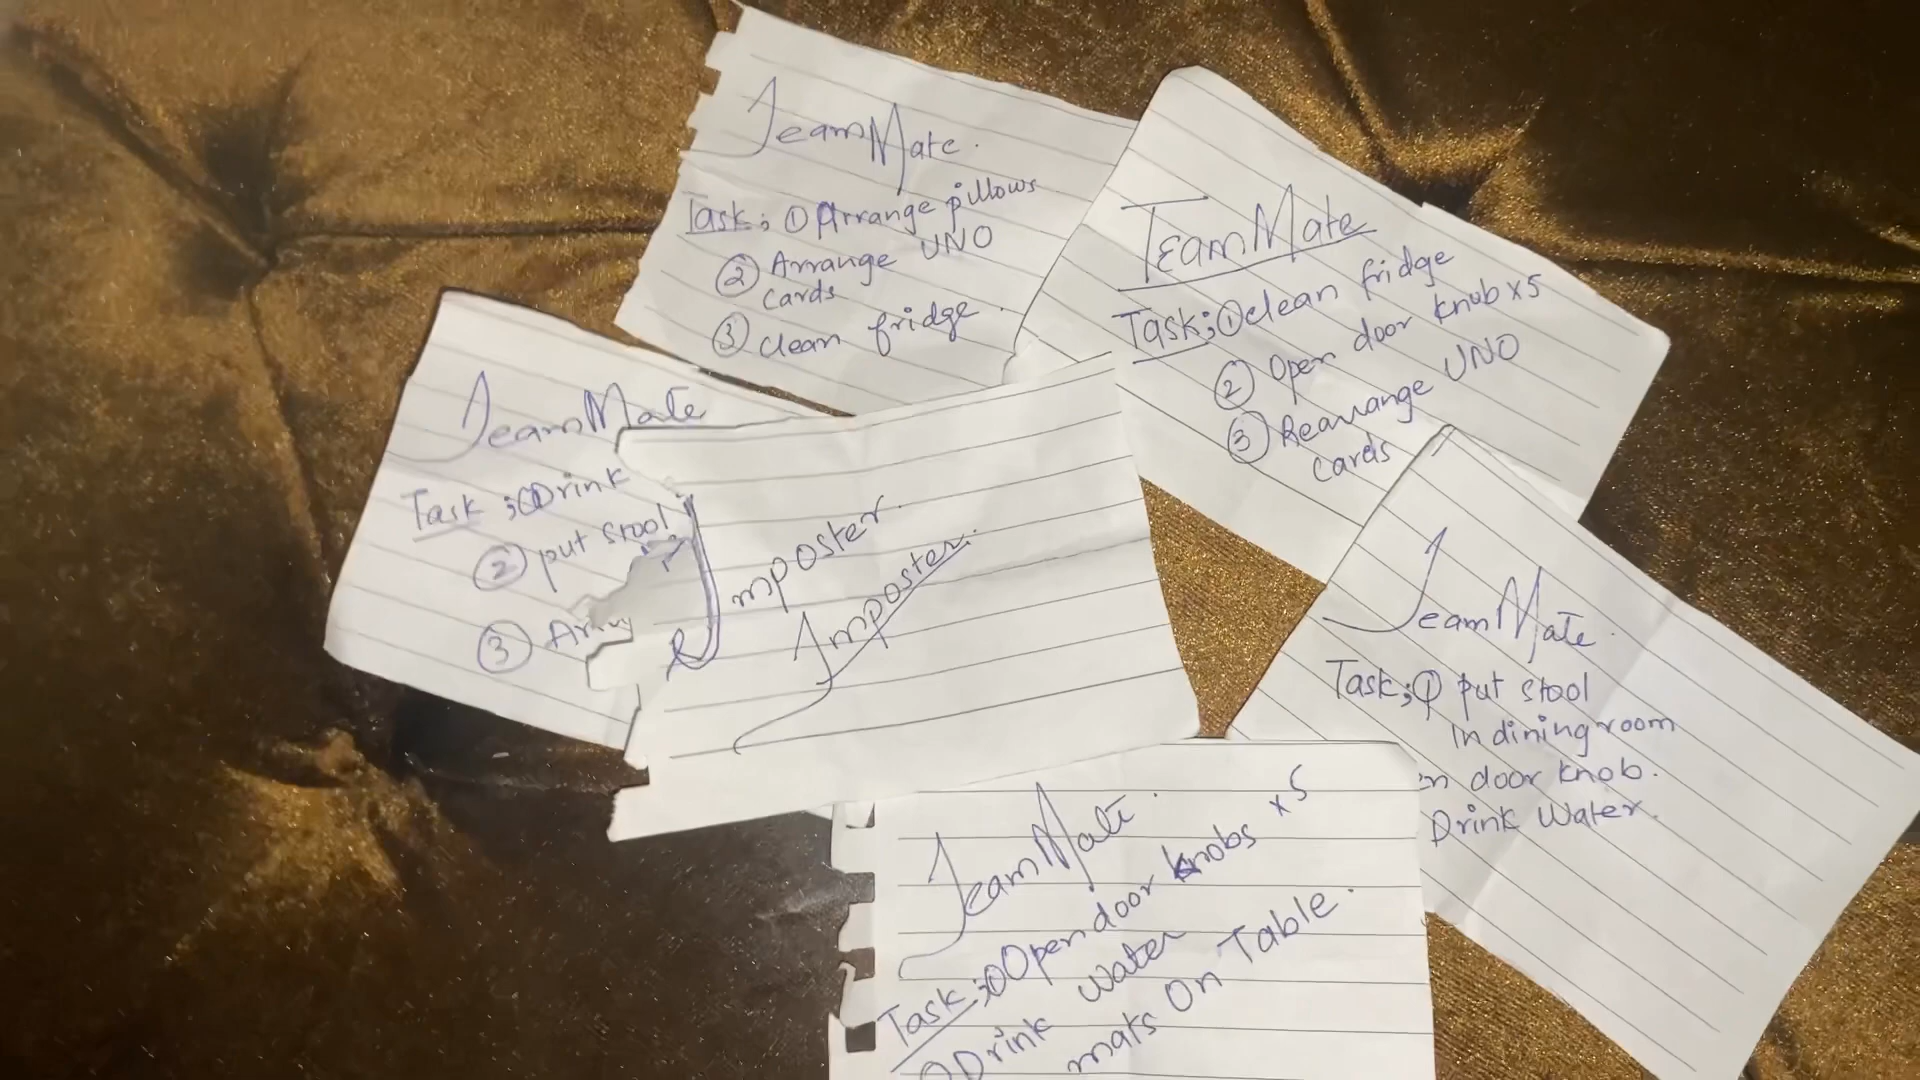 TeamMate.
Task; ① Arrange pillows
② Arrange UNO
cards
③ clean fridge.
TeamMate
Task; ① clean fridge
② Open door knub x5
③ Rearrange UNO
cards
TeamMate
Task; ① Drink
② put stool
③
Imposter.
Imposter.
TeamMate.
Task; ① put stool
In dining room
door knob.
Drink Water.
TeamMate.
Task; ① Open door knobs x5
② Drink water
mats On Table.